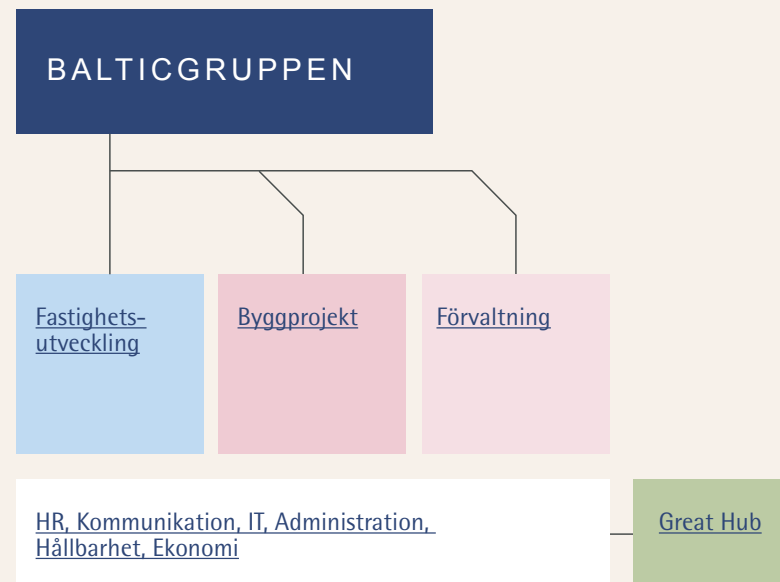 BALTICGRUPPEN
Fastighets-
utveckling
Byggprojekt
Förvaltning
HR, Kommunikation, IT, Administration,
Hållbarhet, Ekonomi
Great Hub